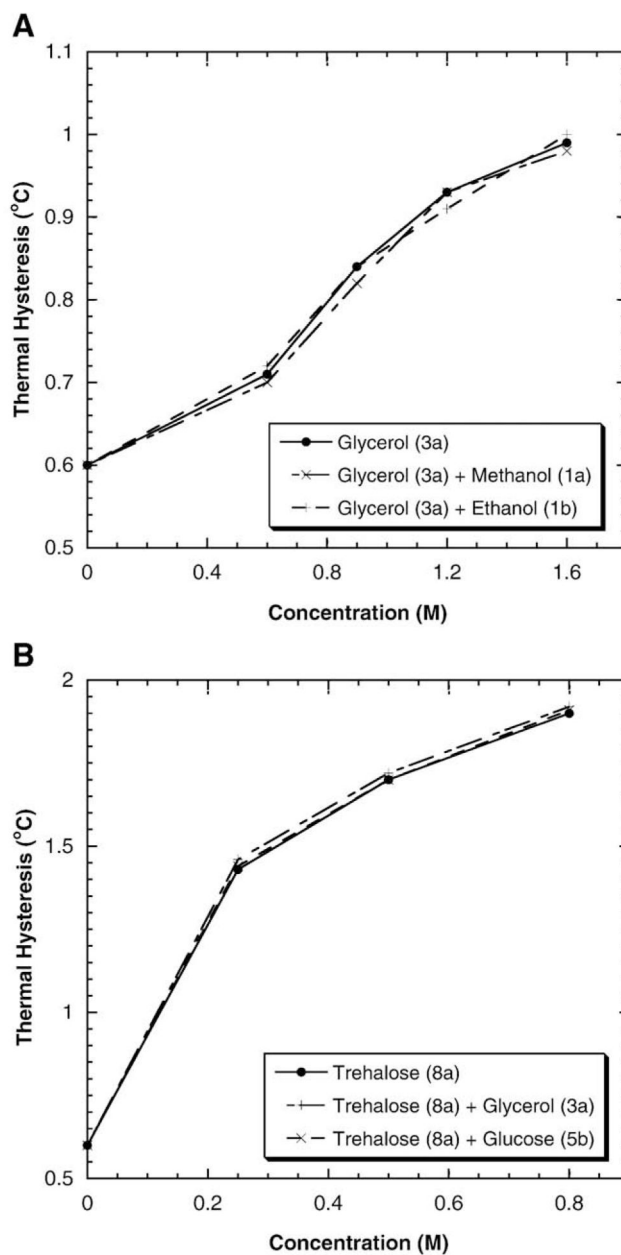 A
1.1
1
0.9
0.8
0.7
0.6
0.5
Thermal Hysteresis (°C)
Glycerol (3a)
Glycerol (3a) + Methanol (1a)
Glycerol (3a) + Ethanol (1b)
0 0.4 0.8 1.2 1.6
Concentration (M)
B
2
1.5
1
0.5
Thermal Hysteresis (°C)
Trehalose (8a)
Trehalose (8a) + Glycerol (3a)
Trehalose (8a) + Glucose (5b)
0 0.2 0.4 0.6 0.8
Concentration (M)